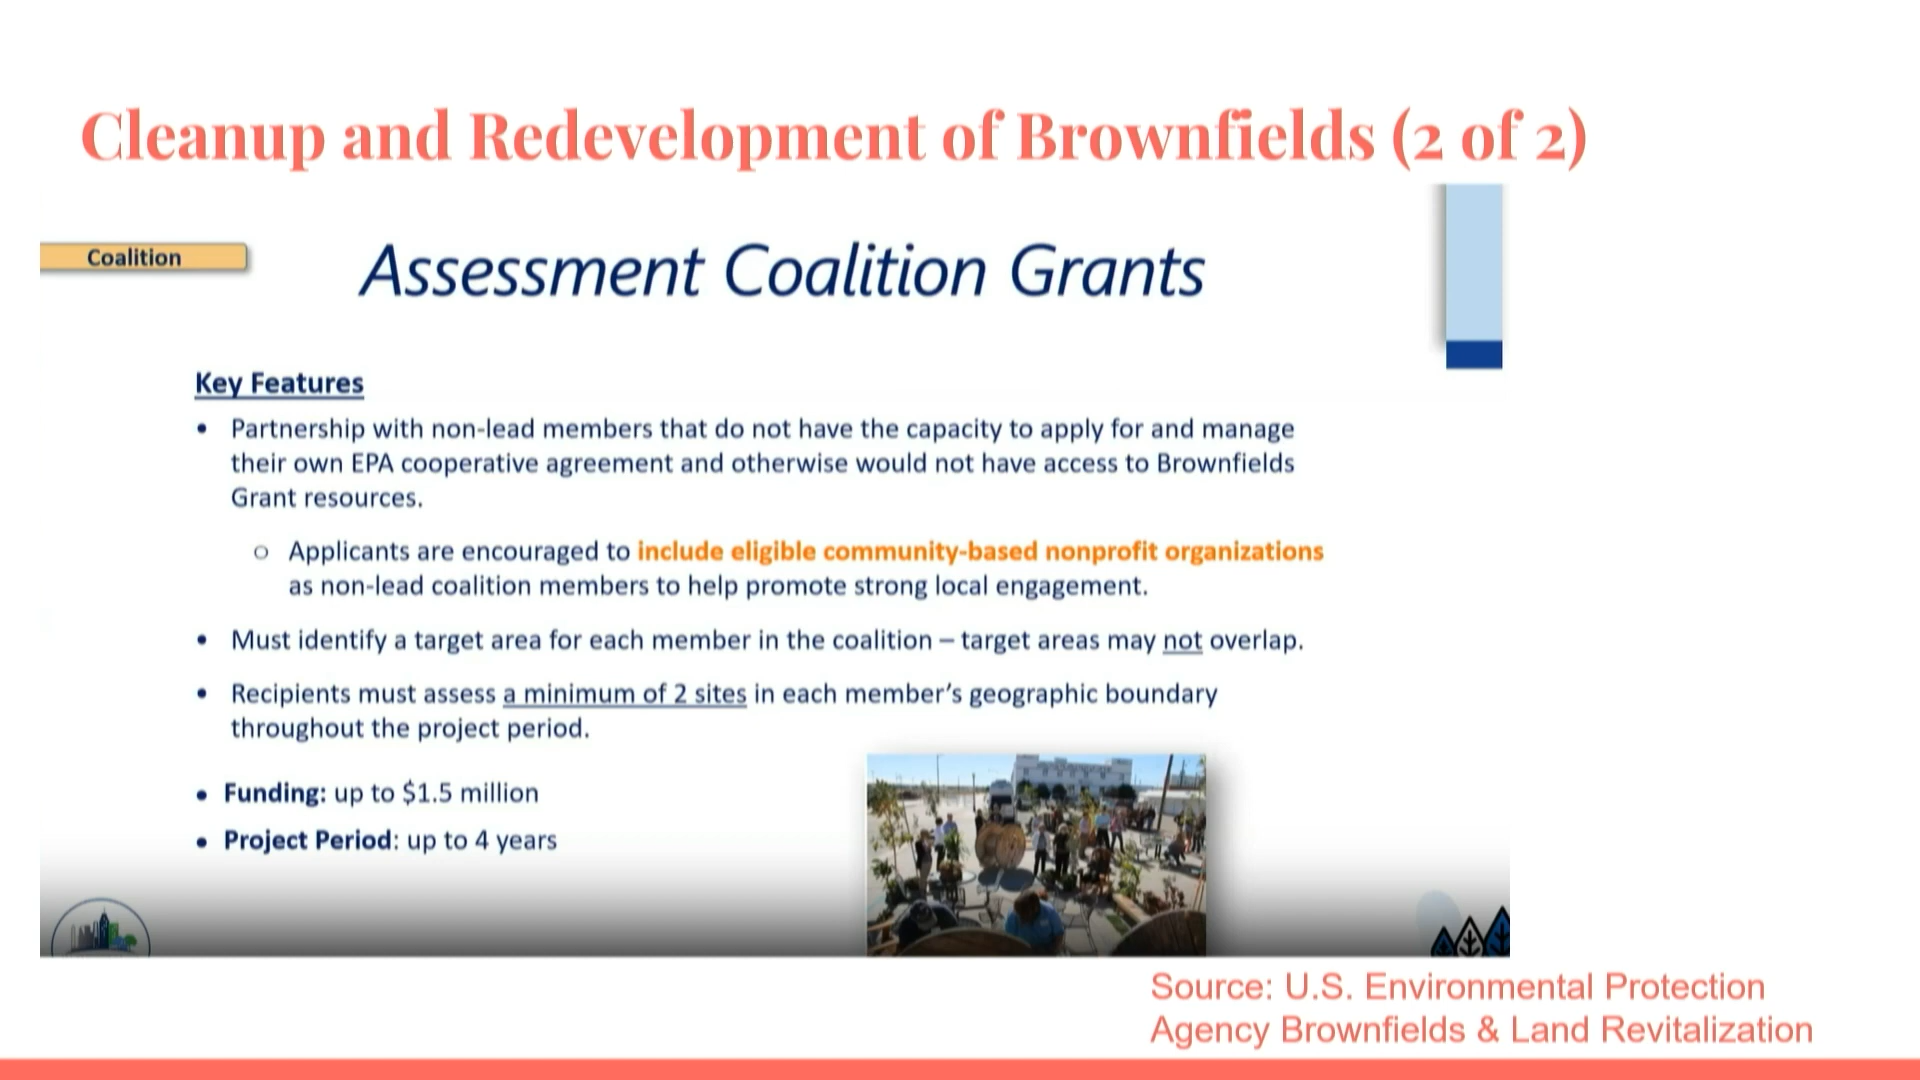 Cleanup and Redevelopment of Brownfields (2 of 2)
Coalition
Assessment Coalition Grants
Key Features
• Partnership with non-lead members that do not have the capacity to apply for and manage
their own EPA cooperative agreement and otherwise would not have access to Brownfields
Grant resources.
○ Applicants are encouraged to include eligible community-based nonprofit organizations
as non-lead coalition members to help promote strong local engagement.
• Must identify a target area for each member in the coalition – target areas may not overlap.
• Recipients must assess a minimum of 2 sites in each member's geographic boundary
throughout the project period.
• Funding: up to $1.5 million
• Project Period: up to 4 years
Source: U.S. Environmental Protection
Agency Brownfields & Land Revitalization